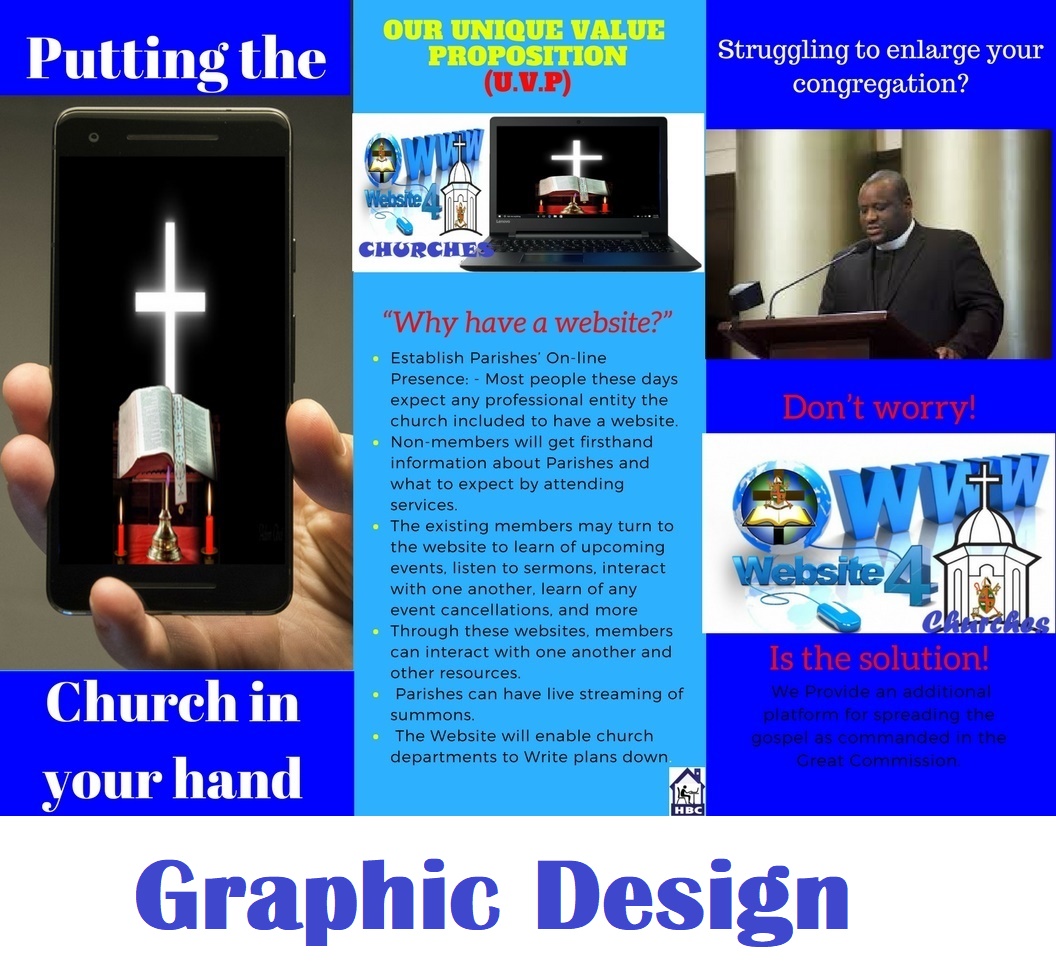 Putting the
Church in
your hand
OUR UNIQUE VALUE
PROPOSITION
(U.V.P)
WWW
Website4
CHURCHES
“Why have a website?”
Establish Parishes’ On-line
Presence: - Most people these days
expect any professional entity the
church included to have a website.
Non-members will get firsthand
information about Parishes and
what to expect by attending
services.
The existing members may turn to
the website to learn of upcoming
events, listen to sermons, interact
with one another, learn of any
event cancellations, and more
Through these websites, members
can interact with one another and
other resources.
Parishes can have live streaming of
summons.
The Website will enable church
departments to Write plans down.
HBC
Struggling to enlarge your
congregation?
Don’t worry!
WWW
Website4
Churches
Is the solution!
We Provide an additional
platform for spreading the
gospel as commanded in the
Great Commission.
Graphic Design